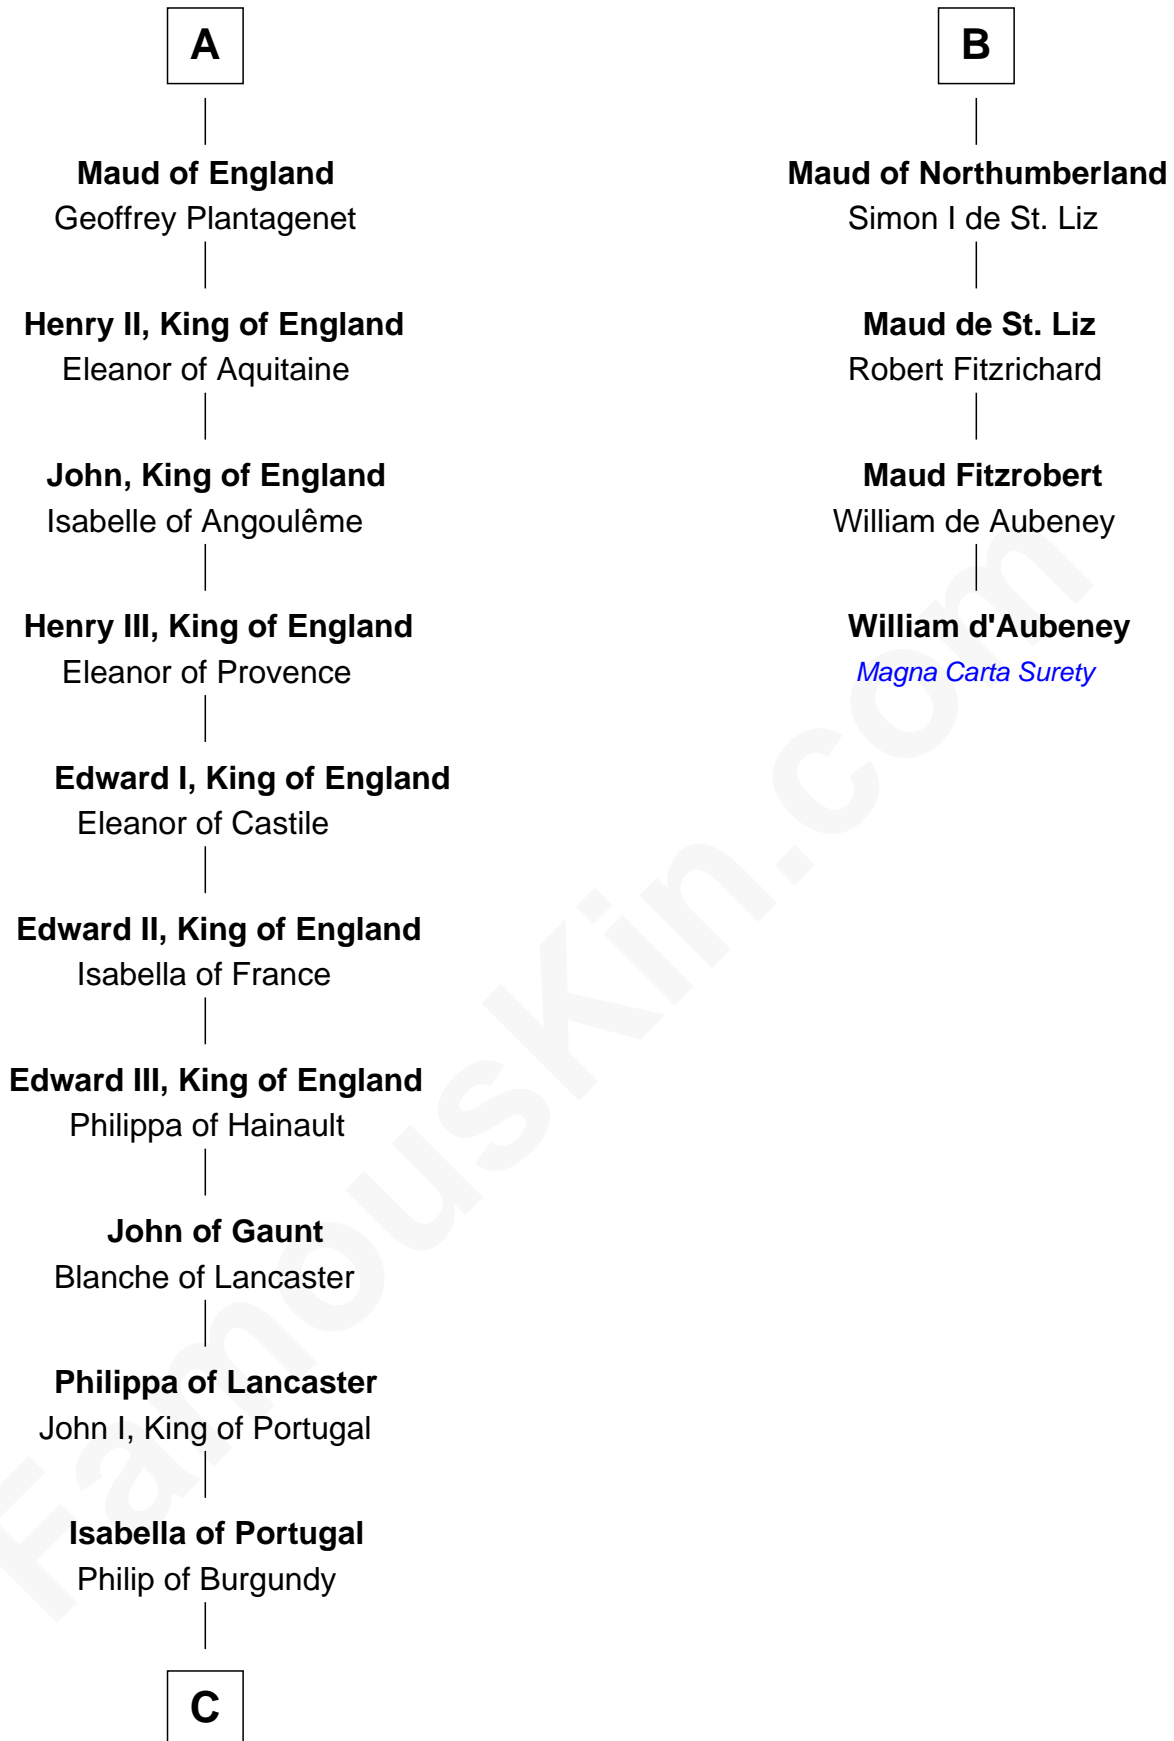 A
Maud of England
Geoffrey Plantagenet
Henry II, King of England
Eleanor of Aquitaine
John, King of England
Isabelle of Angoulême
Henry III, King of England
Eleanor of Provence
Edward I, King of England
Eleanor of Castile
Edward II, King of England
Isabella of France
Edward III, King of England
Philippa of Hainault
John of Gaunt
Blanche of Lancaster
Philippa of Lancaster
John I, King of Portugal
Isabella of Portugal
Philip of Burgundy
C
B
Maud of Northumberland
Simon I de St. Liz
Maud de St. Liz
Robert Fitzrichard
Maud Fitzrobert
William de Aubeney
William d'Aubeney
Magna Carta Surety
FamousKin.com